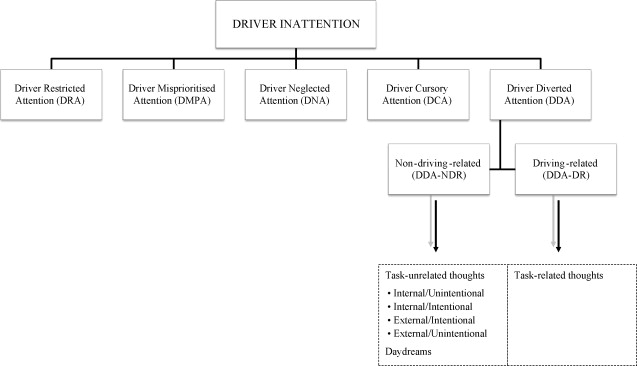 DRIVER INATTENTION
Driver Restricted
Attention (DRA)
Driver Misprioritised
Attention (DMPA)
Driver Neglected
Attention (DNA)
Driver Cursory
Attention (DCA)
Driver Diverted
Attention (DDA)
Non-driving-related
(DDA-NDR)
Driving-related
(DDA-DR)
Task-unrelated thoughts
• Internal/Unintentional
• Internal/Intentional
• External/Intentional
• External/Unintentional
Daydreams
Task-related thoughts